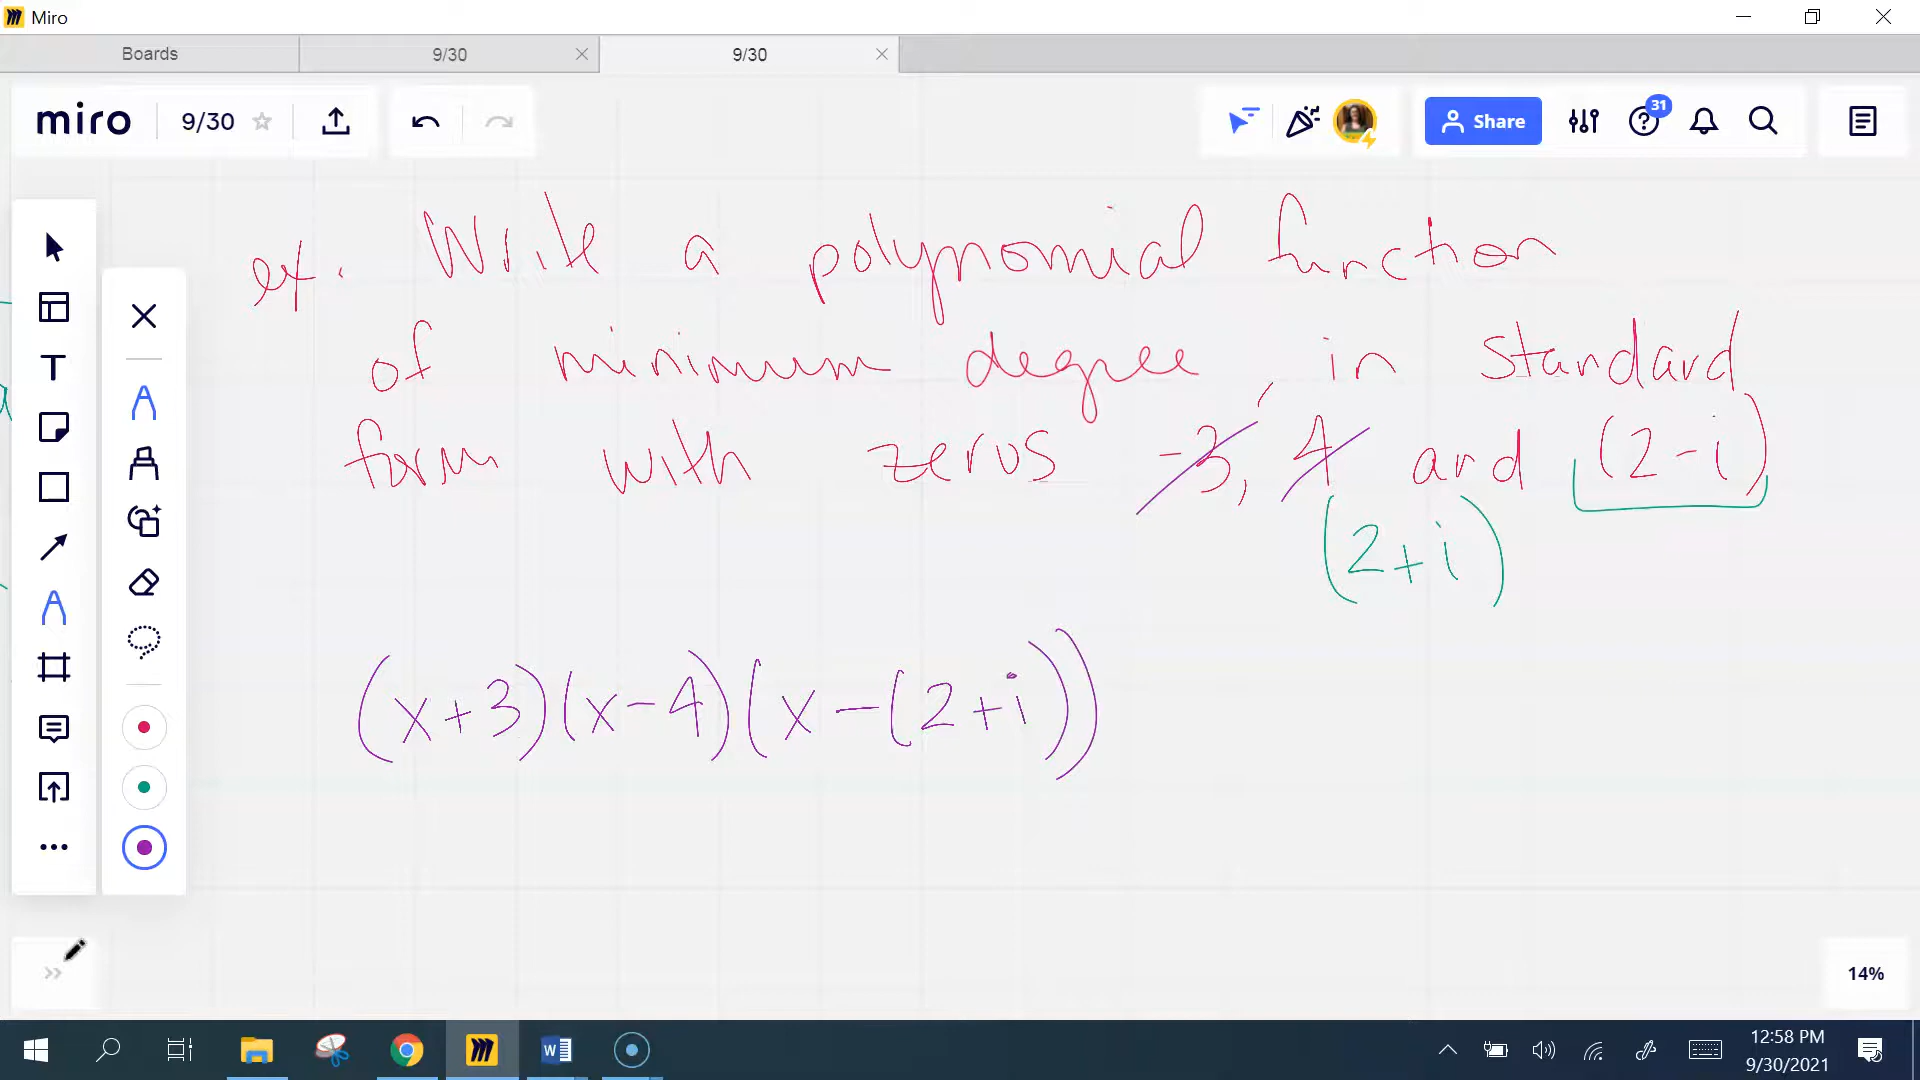 Miro
Boards
9/30
9/30
miro
9/30
Share
31
ex. Write a polynomial function
of minimum degree, in standard
form with zeros -3, 4 and (2-i)
(2+i)
(x+3)(x-4)(x-(2+i))
14%
12:58 PM
9/30/2021